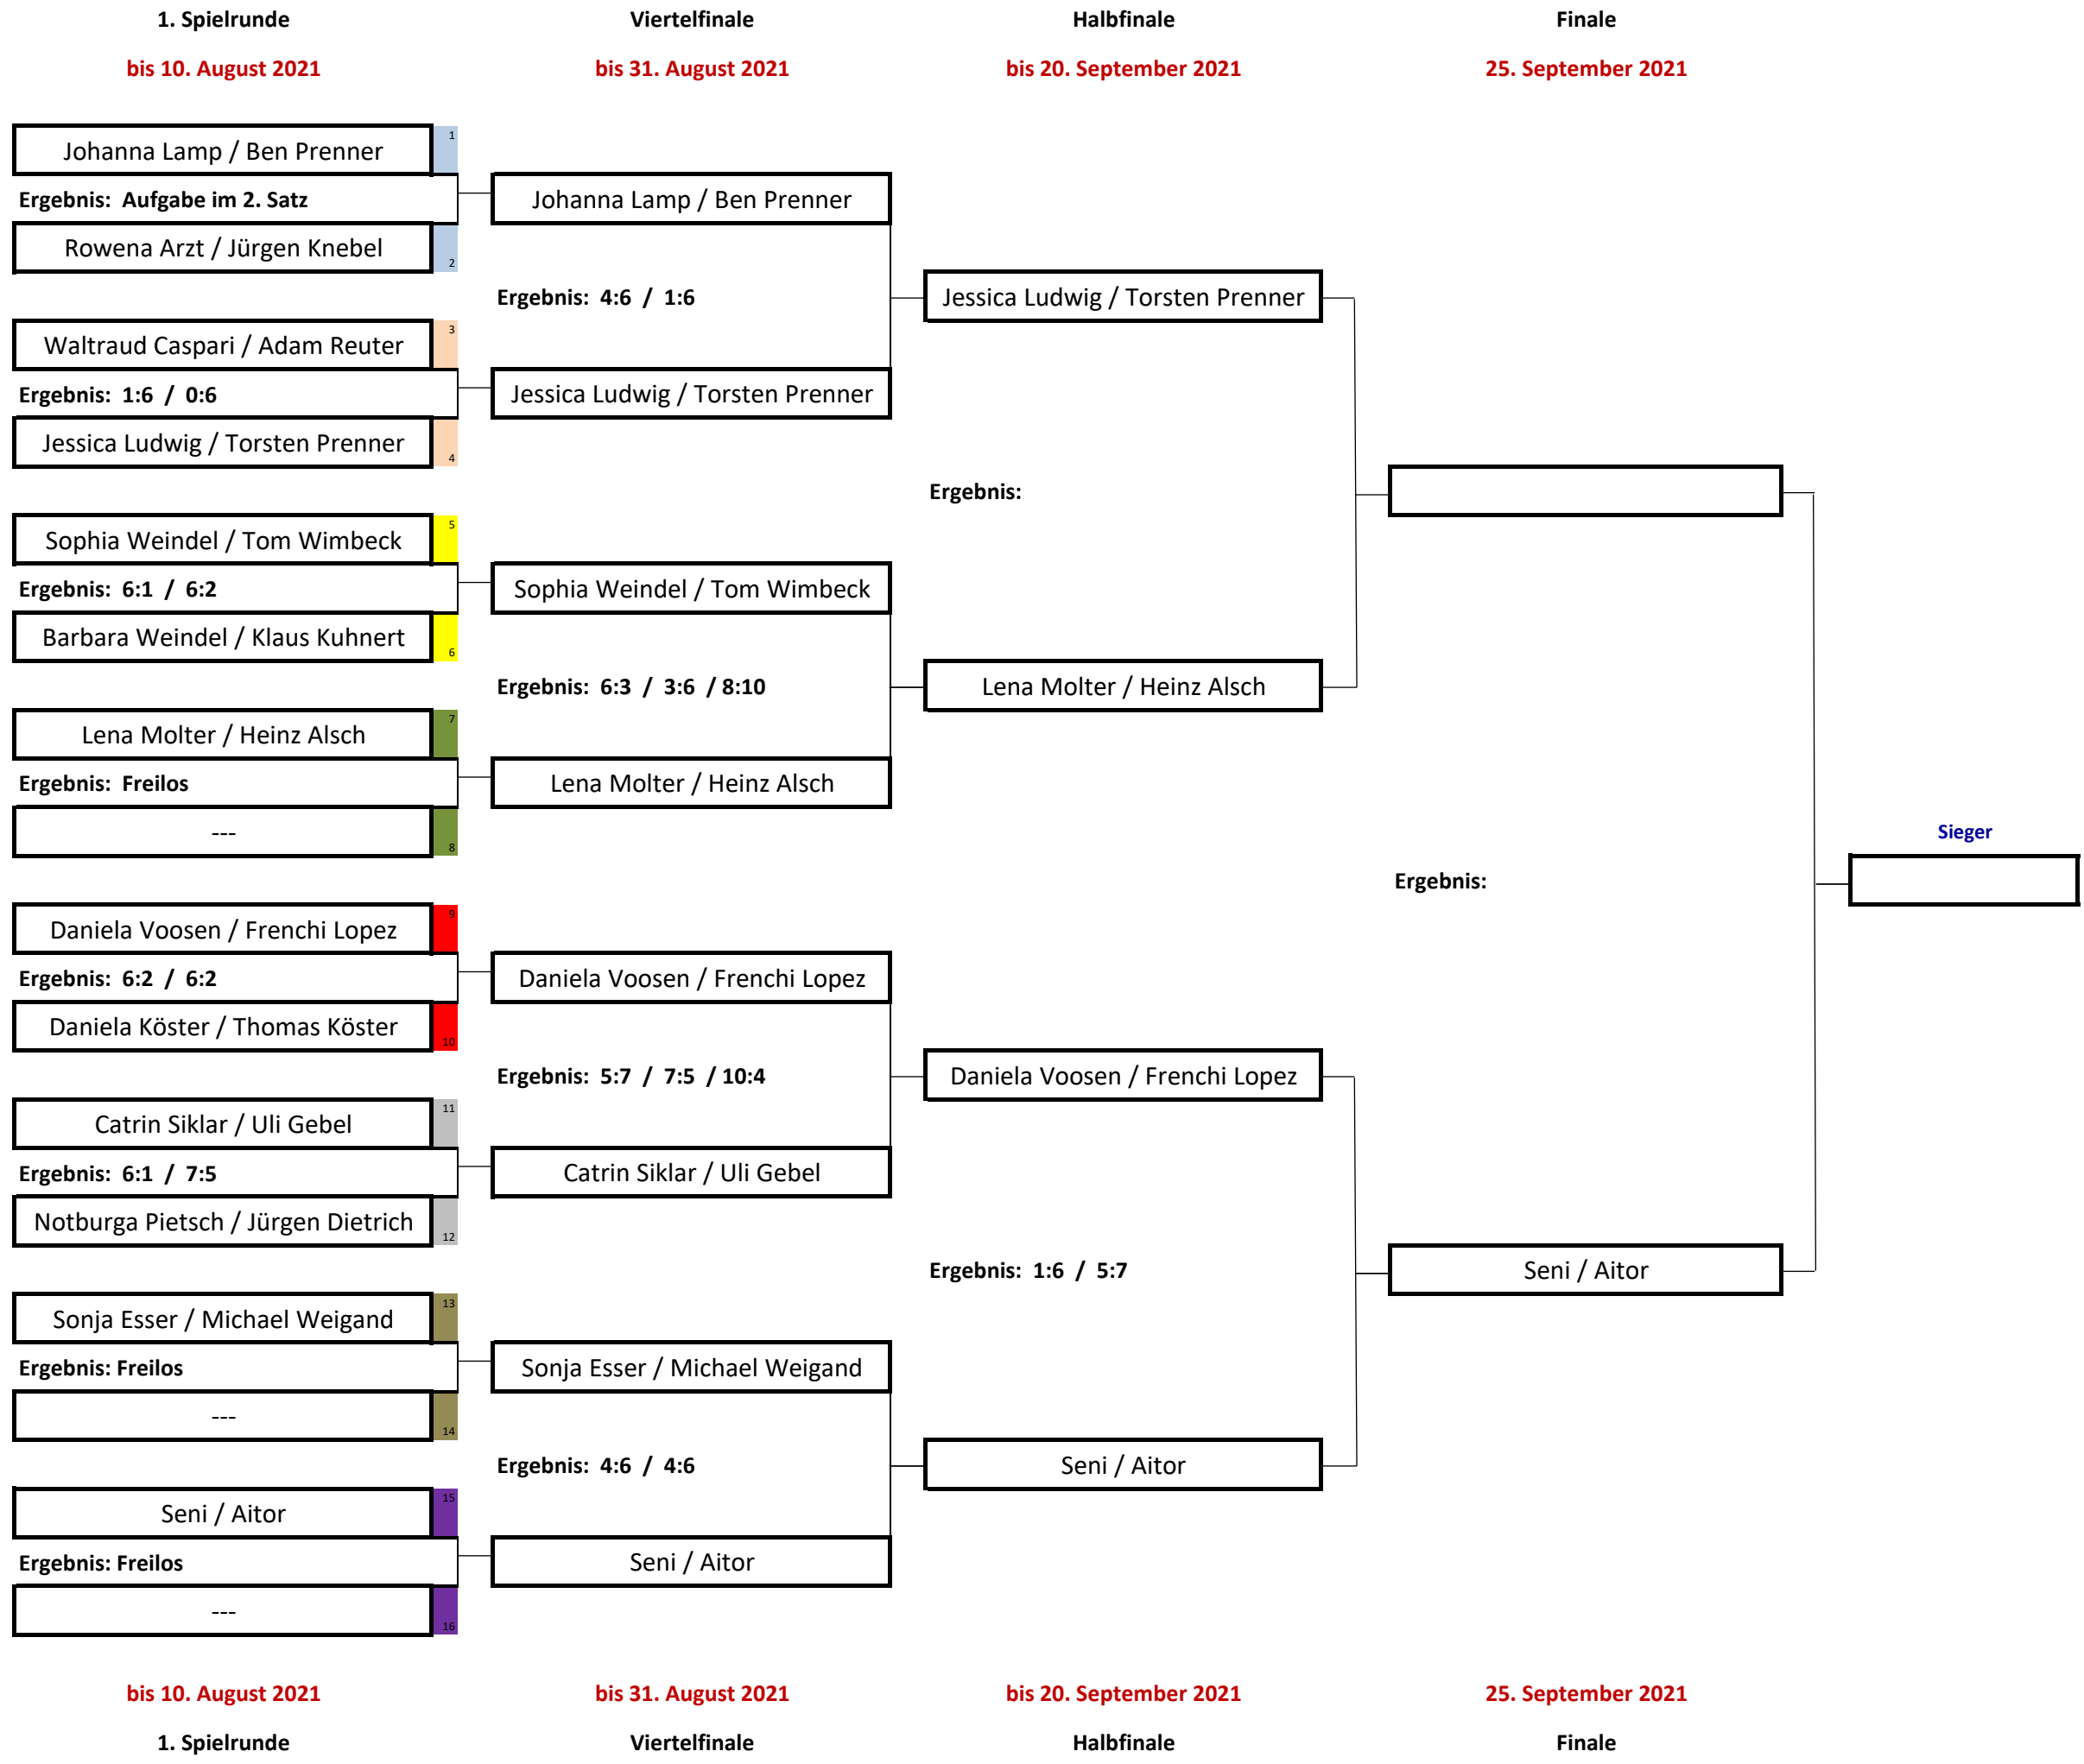 1. Spielrunde Viertelfinale Halbfinale Finale
bis 10. August 2021 bis 31. August 2021 bis 20. September 2021 25. September 2021
1
Johanna Lamp / Ben Prenner
Ergebnis: Aufgabe im 2. Satz
Johanna Lamp / Ben Prenner
Rowena Arzt / Jürgen Knebel
2
Ergebnis: 4:6 / 1:6
Jessica Ludwig / Torsten Prenner
3
Waltraud Caspari / Adam Reuter
Ergebnis: 1:6 / 0:6
Jessica Ludwig / Torsten Prenner
Jessica Ludwig / Torsten Prenner
4
Ergebnis:
5
Sophia Weindel / Tom Wimbeck
Ergebnis: 6:1 / 6:2
Sophia Weindel / Tom Wimbeck
Barbara Weindel / Klaus Kuhnert
6
Ergebnis: 6:3 / 3:6 / 8:10
Lena Molter / Heinz Alsch
7
Lena Molter / Heinz Alsch
Ergebnis: Freilos
Lena Molter / Heinz Alsch
---
8
Sieger
Ergebnis:
9
Daniela Voosen / Frenchi Lopez
Ergebnis: 6:2 / 6:2
Daniela Voosen / Frenchi Lopez
Daniela Köster / Thomas Köster
10
Ergebnis: 5:7 / 7:5 / 10:4
Daniela Voosen / Frenchi Lopez
11
Catrin Siklar / Uli Gebel
Ergebnis: 6:1 / 7:5
Catrin Siklar / Uli Gebel
Notburga Pietsch / Jürgen Dietrich
12
Ergebnis: 1:6 / 5:7
Seni / Aitor
13
Sonja Esser / Michael Weigand
Ergebnis: Freilos
Sonja Esser / Michael Weigand
---
14
Ergebnis: 4:6 / 4:6
Seni / Aitor
15
Seni / Aitor
Ergebnis: Freilos
Seni / Aitor
---
16
bis 10. August 2021 bis 31. August 2021 bis 20. September 2021 25. September 2021
1. Spielrunde Viertelfinale Halbfinale Finale